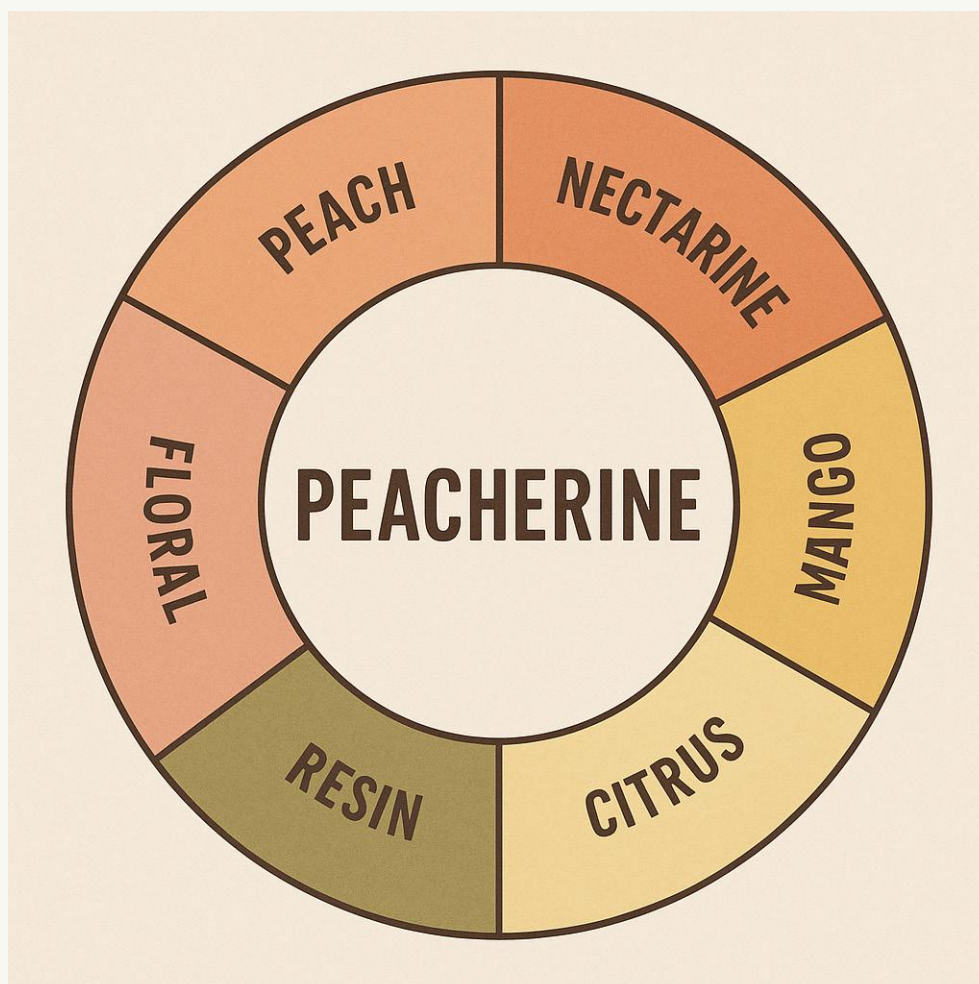 PEACH
NECTARINE
MANGO
CITRUS
RESIN
FLORAL
PEACHERINE